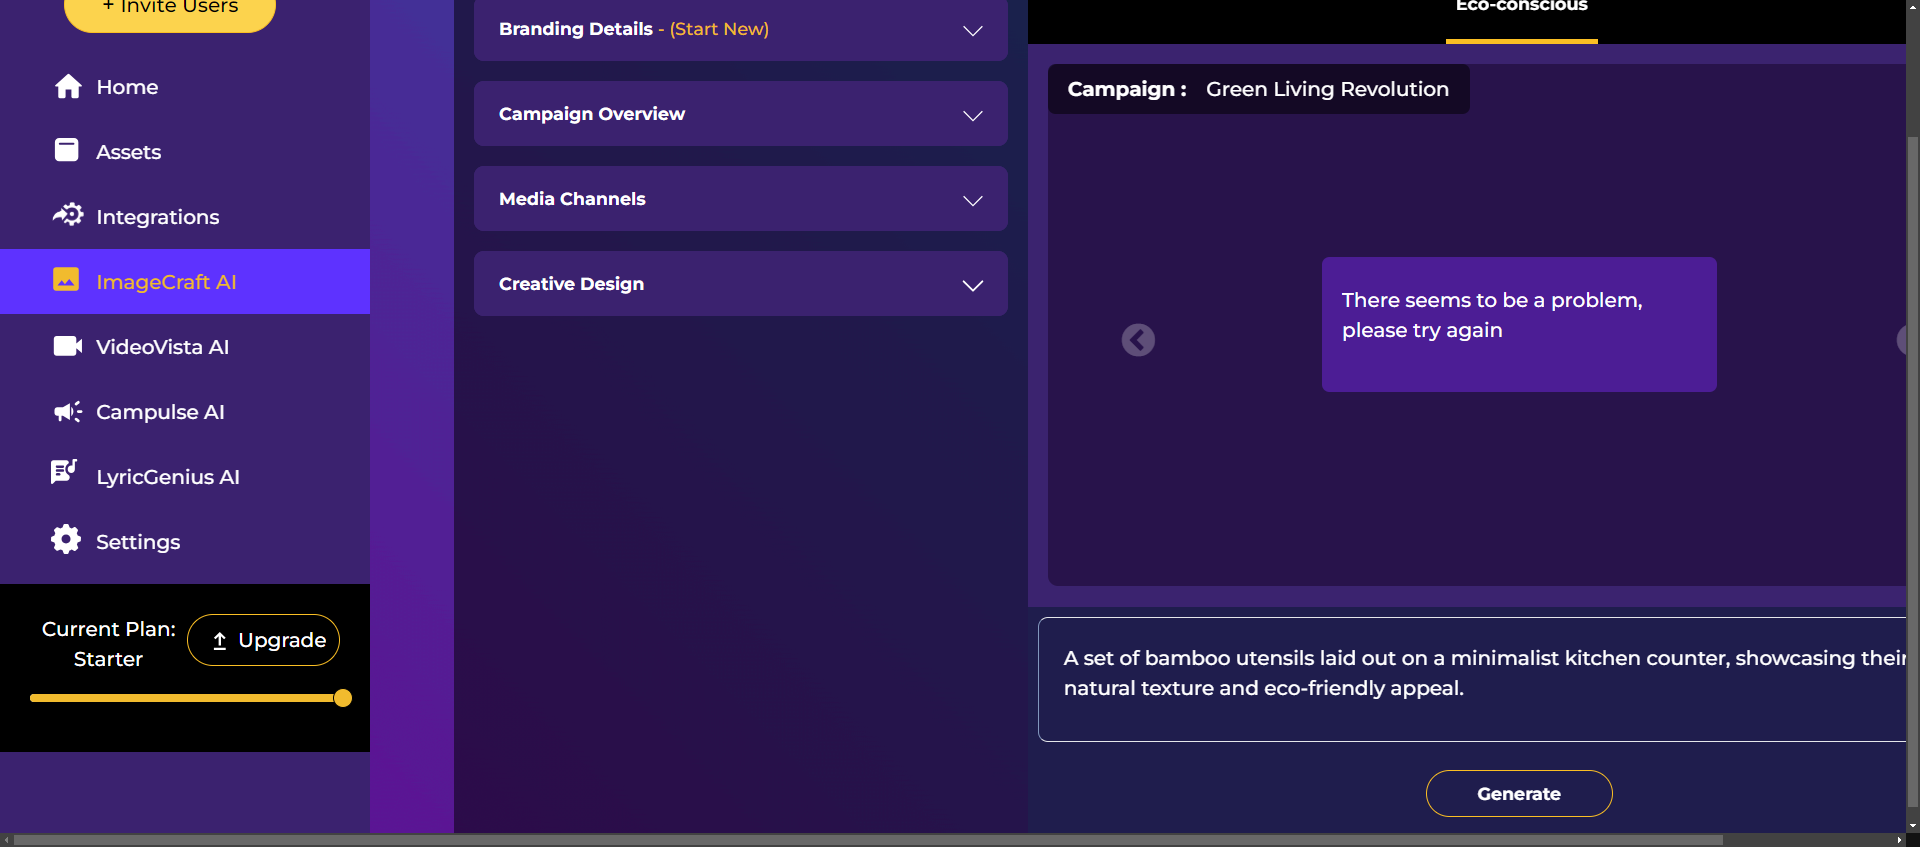 + Invite Users
Home
Assets
Integrations
ImageCraft AI
VideoVista AI
Campulse AI
LyricGenius AI
Settings
Current Plan:
Starter
Upgrade
Branding Details - (Start New)
Campaign Overview
Media Channels
Creative Design
Eco-conscious
Campaign : Green Living Revolution
There seems to be a problem,
please try again
A set of bamboo utensils laid out on a minimalist kitchen counter, showcasing their
natural texture and eco-friendly appeal.
Generate